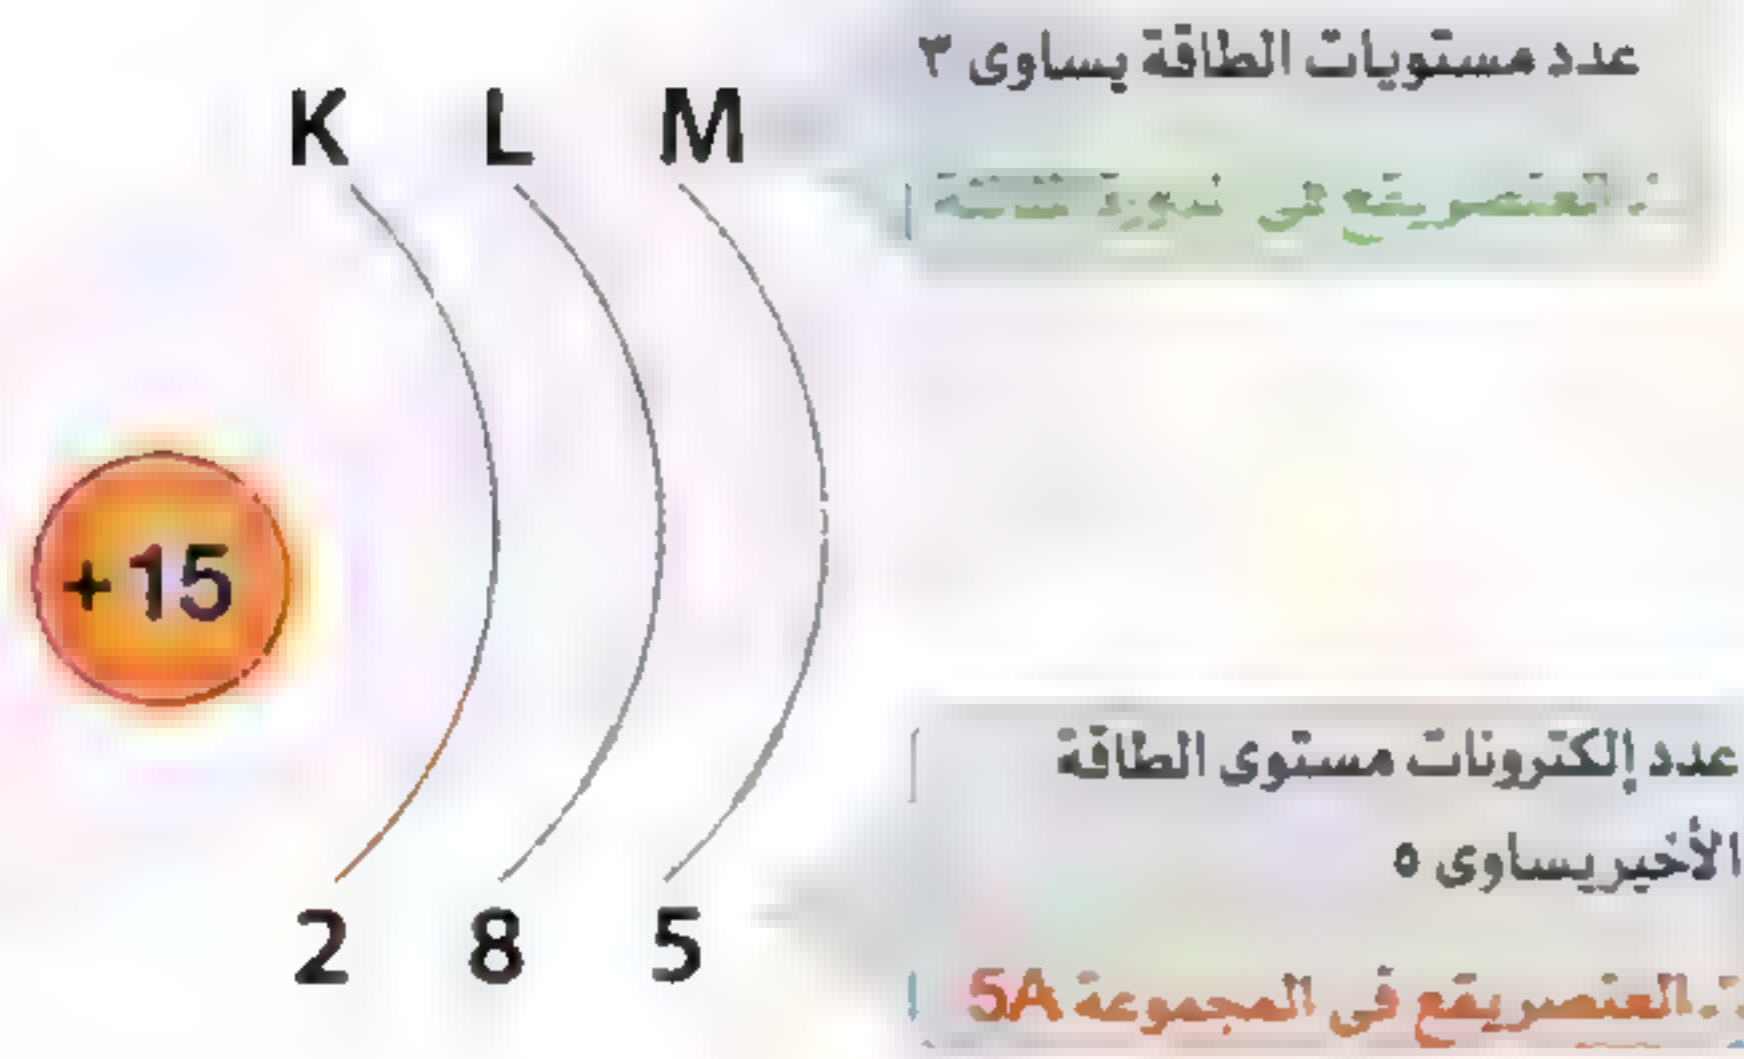 K L M
عدد مستويات الطاقة يساوى ٣
∴ العنصر يقع فى الدورة الثالثة
+15
عدد إلكترونات مستوى الطاقة
الأخير يساوى ٥
∴ العنصر يقع فى المجموعة 5A
2 8 5